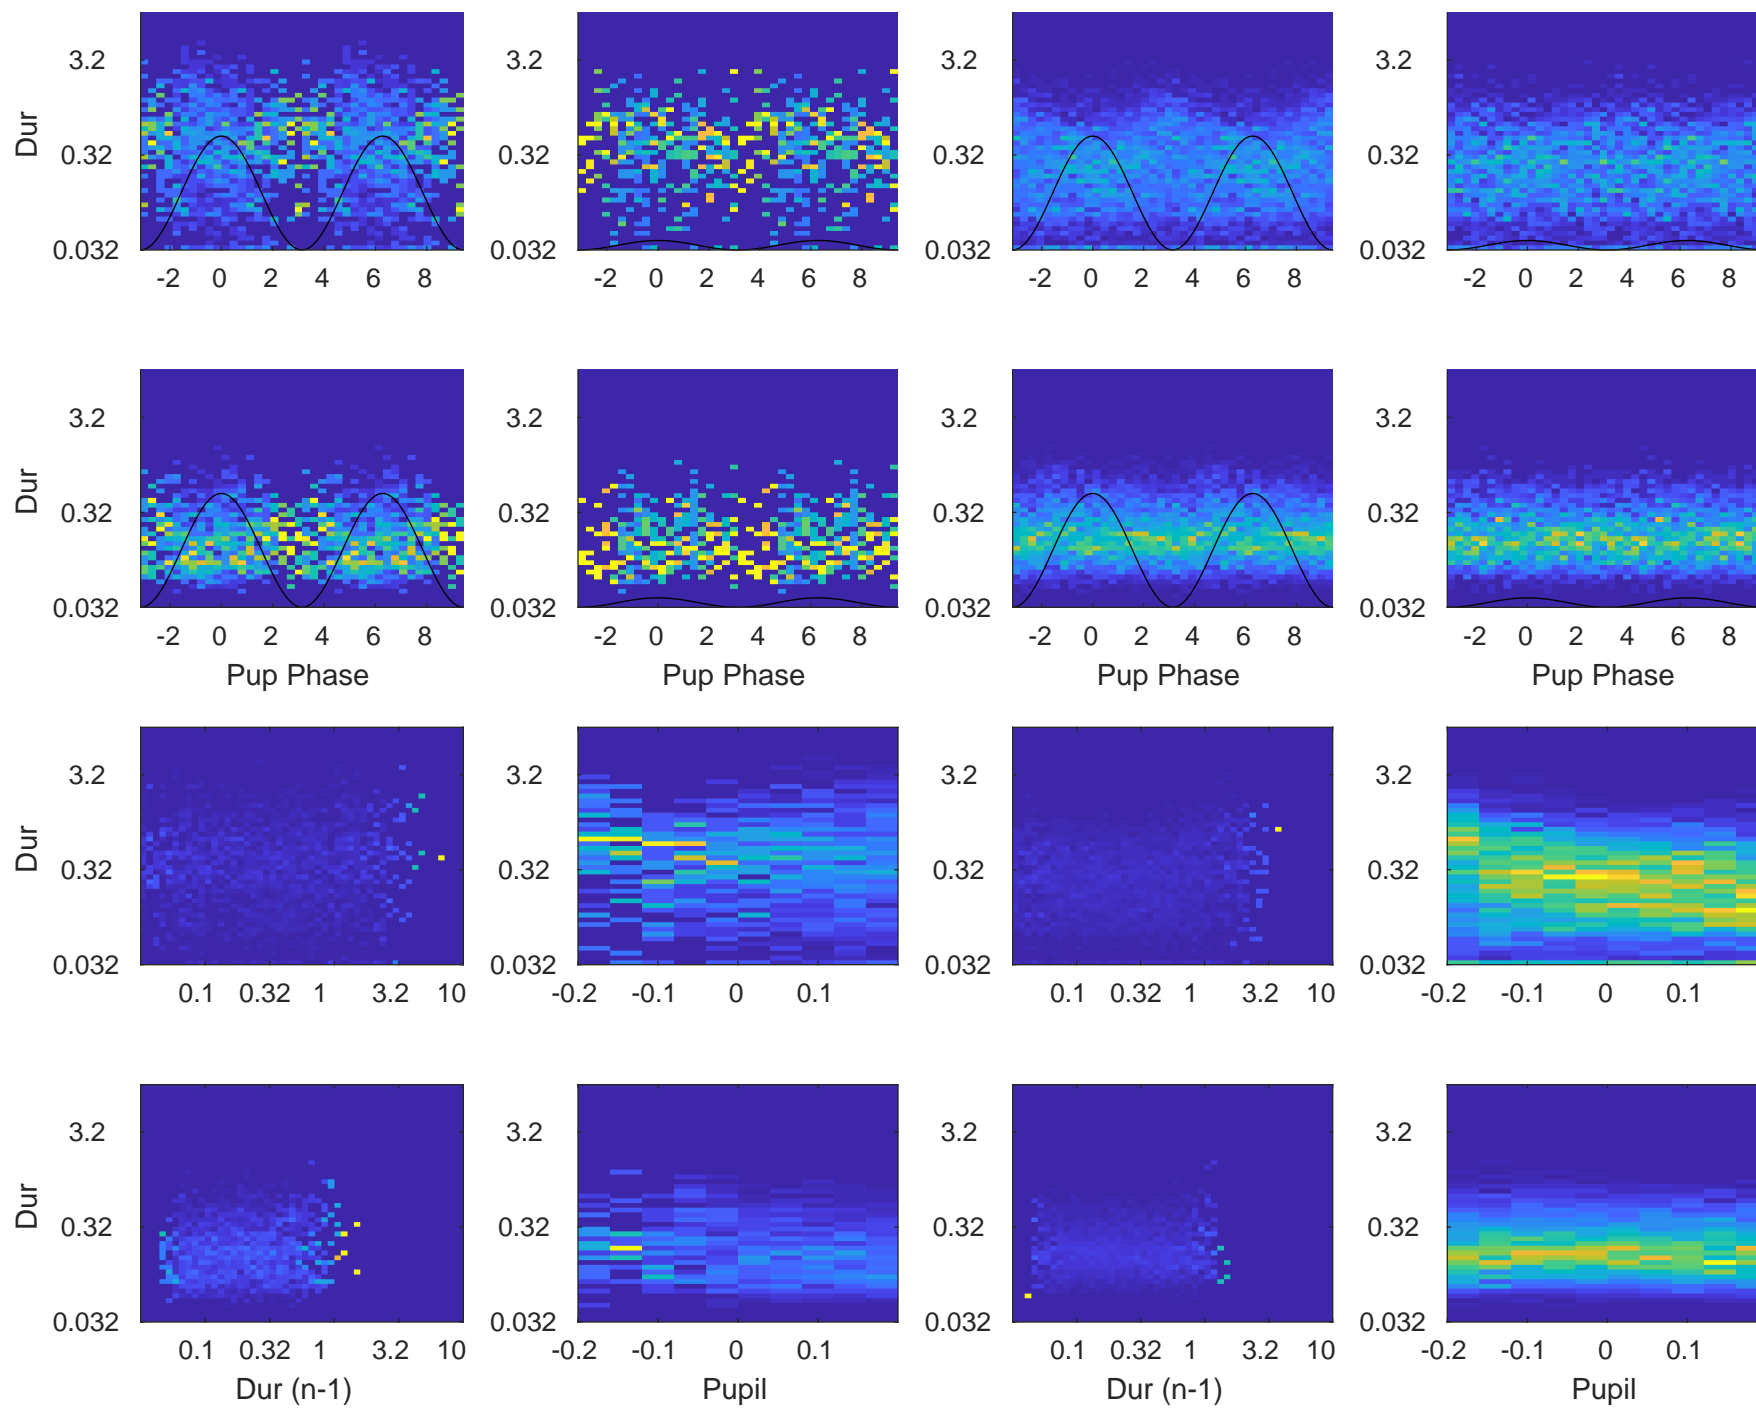 3.2 3.2 3.2 3.2
Dur
0.32 0.32 0.32 0.32
0.032 0.032 0.032 0.032
-2 0 2 4 6 8 -2 0 2 4 6 8 -2 0 2 4 6 8 -2 0 2 4 6 8
3.2 3.2 3.2 3.2
Dur
0.32 0.32 0.32 0.32
0.032 0.032 0.032 0.032
-2 0 2 4 6 8 -2 0 2 4 6 8 -2 0 2 4 6 8 -2 0 2 4 6 8
Pup Phase Pup Phase Pup Phase Pup Phase
3.2 3.2 3.2 3.2
Dur
0.32 0.32 0.32 0.32
0.032 0.032 0.032 0.032
0.1 0.32 1 3.2 10 -0.2 -0.1 0 0.1 0.1 0.32 1 3.2 10 -0.2 -0.1 0 0.1
3.2 3.2 3.2 3.2
Dur
0.32 0.32 0.32 0.32
0.032 0.032 0.032 0.032
0.1 0.32 1 3.2 10 -0.2 -0.1 0 0.1 0.1 0.32 1 3.2 10 -0.2 -0.1 0 0.1
Dur (n-1) Pupil Dur (n-1) Pupil